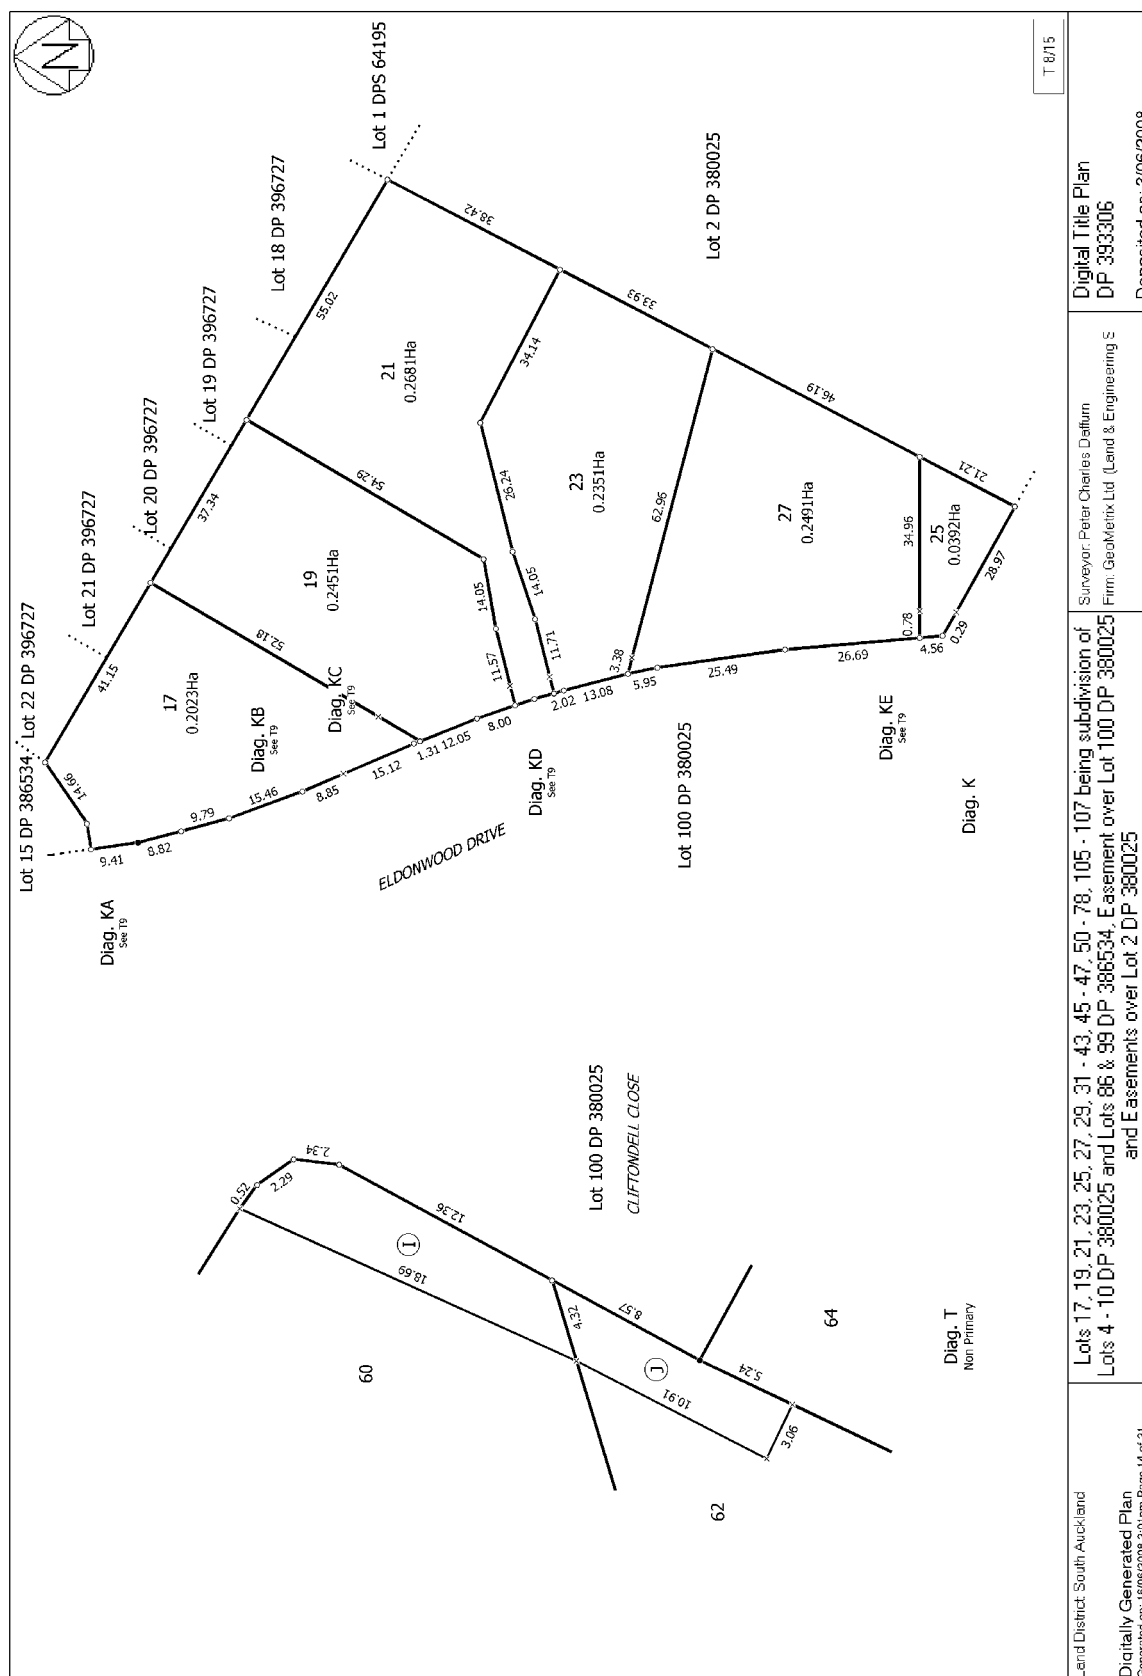 N
Lot 15 DP 386534
Lot 22 DP 396727
Lot 21 DP 396727
Lot 20 DP 396727
Lot 19 DP 396727
Lot 18 DP 396727
Lot 1 DPS 64195
Lot 2 DP 380025
14.66
41.15
37.34
55.02
38.42
33.93
46.19
21.21
28.97
0.29
4.56
0.78
34.96
26.69
25.49
5.95
3.38
62.96
13.08
2.02
11.71
14.05
26.24
34.14
8.00
11.57
14.05
54.29
12.05
1.31
52.18
15.12
8.85
15.46
9.79
8.82
9.41
17
0.2023Ha
19
0.2451Ha
21
0.2681Ha
23
0.2351Ha
27
0.2491Ha
25
0.0392Ha
Diag. KA
See T9
Diag. KB
See T9
Diag. KC
See T9
Diag. KD
See T9
Diag. KE
See T9
ELDONWOOD DRIVE
Lot 100 DP 380025
Diag. K
0.52
2.29
2.34
12.36
18.69
I
4.32
8.57
J
10.91
5.24
3.06
60
62
64
Lot 100 DP 380025
CLIFTONDELL CLOSE
Diag. T
Non Primary
T 8/15
Land District: South Auckland
Digitally Generated Plan
Lots 17, 19, 21, 23, 25, 27, 29, 31 - 43, 45 - 47, 50 - 78, 105 - 107 being subdivision of
Lots 4 - 10 DP 380025 and Lots 86 & 99 DP 386534, Easement over Lot 100 DP 380025
and Easements over Lot 2 DP 380025
Surveyor: Peter Charles Daffurn
Firm: GeoMetrix Ltd (Land & Engineering S
Digital Title Plan
DP 393306
Deposited on: 3/06/2008